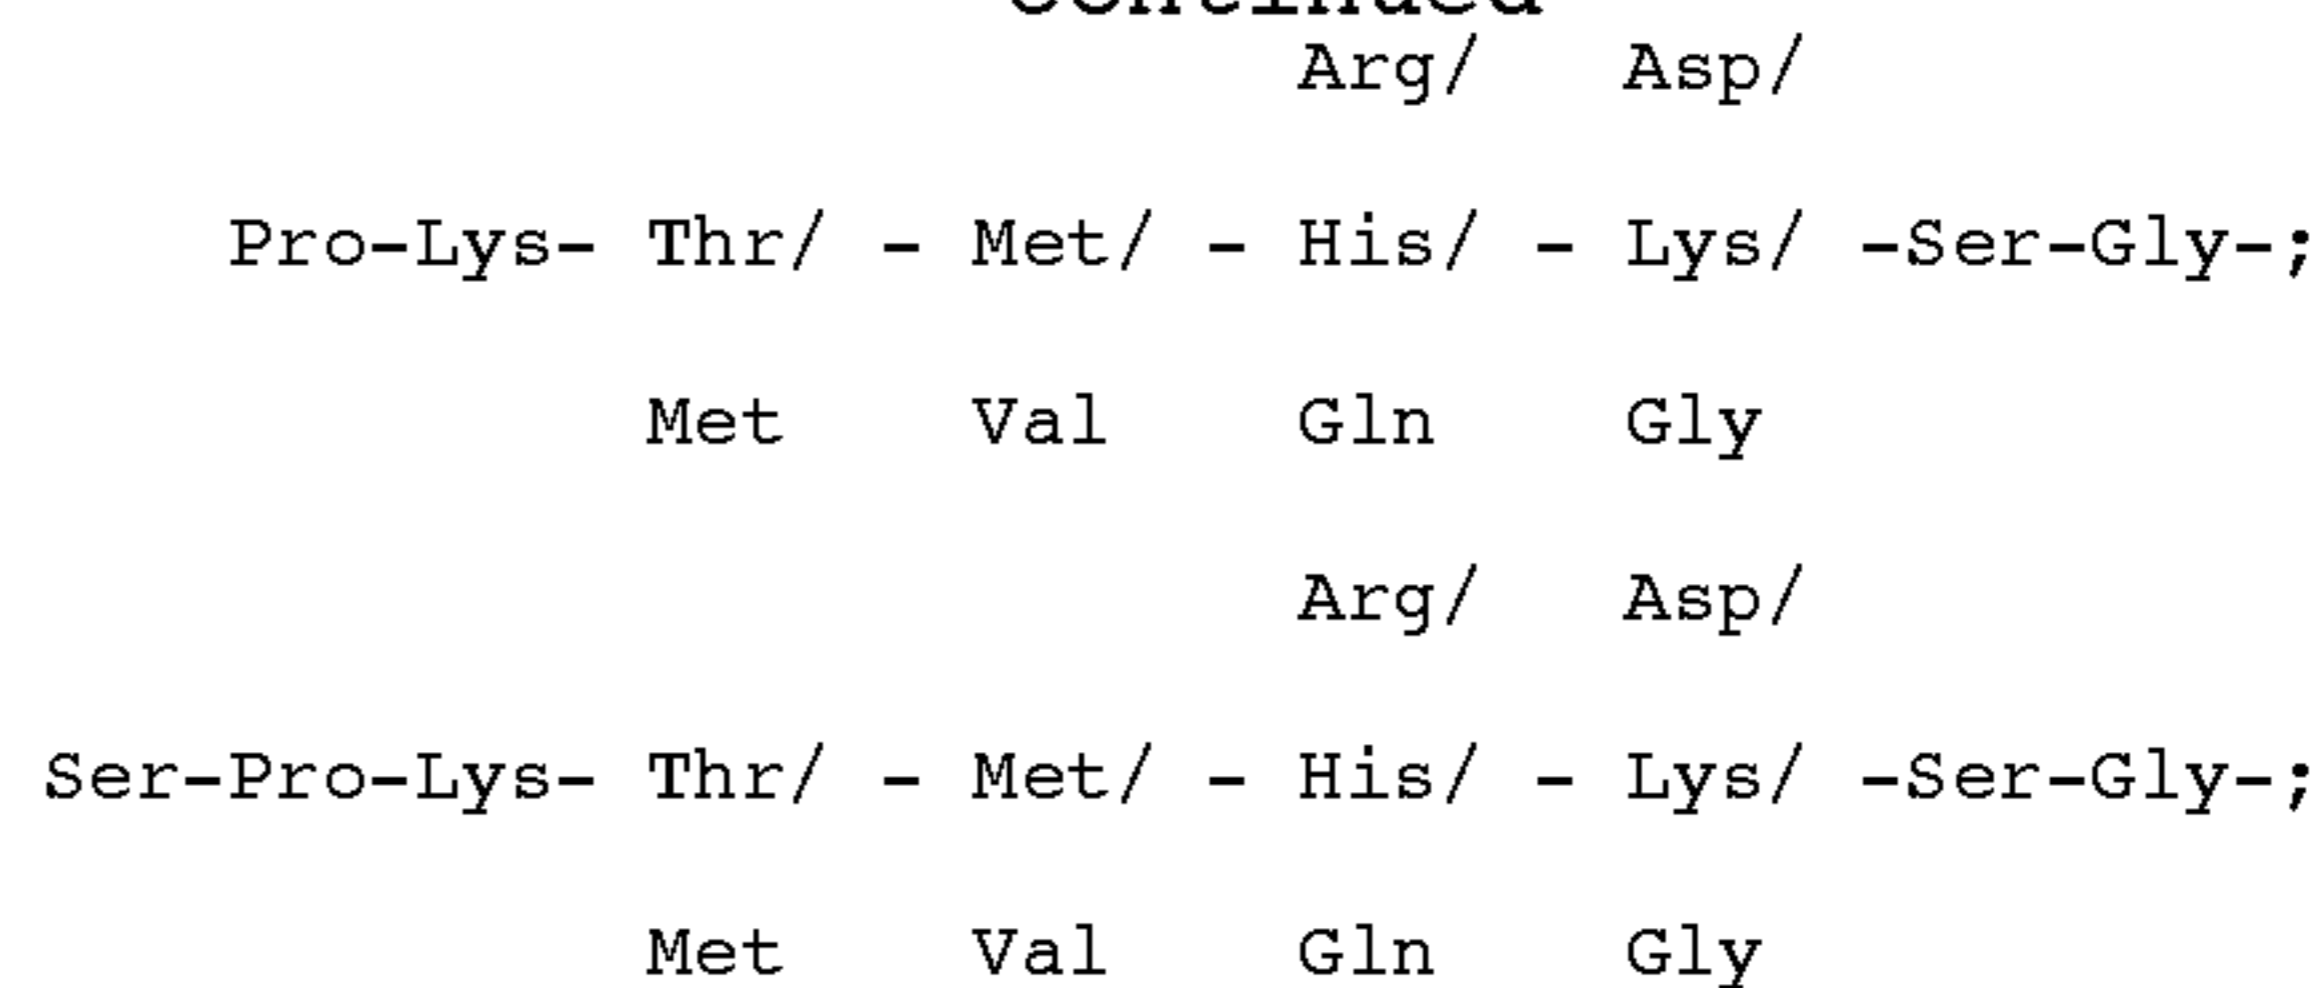 Arg/ Asp/
Pro-Lys- Thr/ - Met/ - His/ - Lys/ -Ser-Gly-;
Met Val Gln Gly
Arg/ Asp/
Ser-Pro-Lys- Thr/ - Met/ - His/ - Lys/ -Ser-Gly-;
Met Val Gln Gly